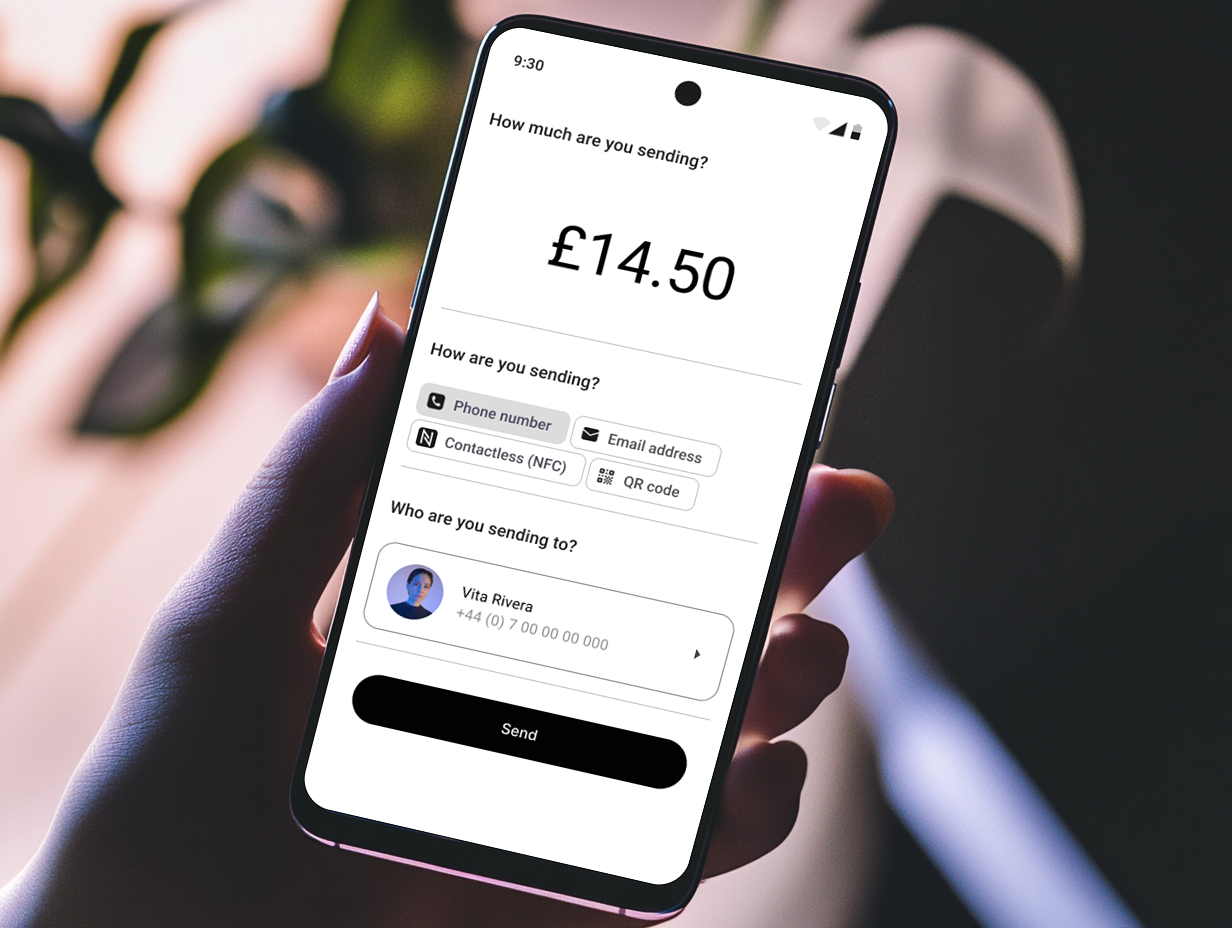 9:30
How much are you sending?
£14.50
How are you sending?
Phone number
Email address
Contactless (NFC)
QR code
Who are you sending to?
Vita Rivera
+44 (0) 7 00 00 00 000
Send